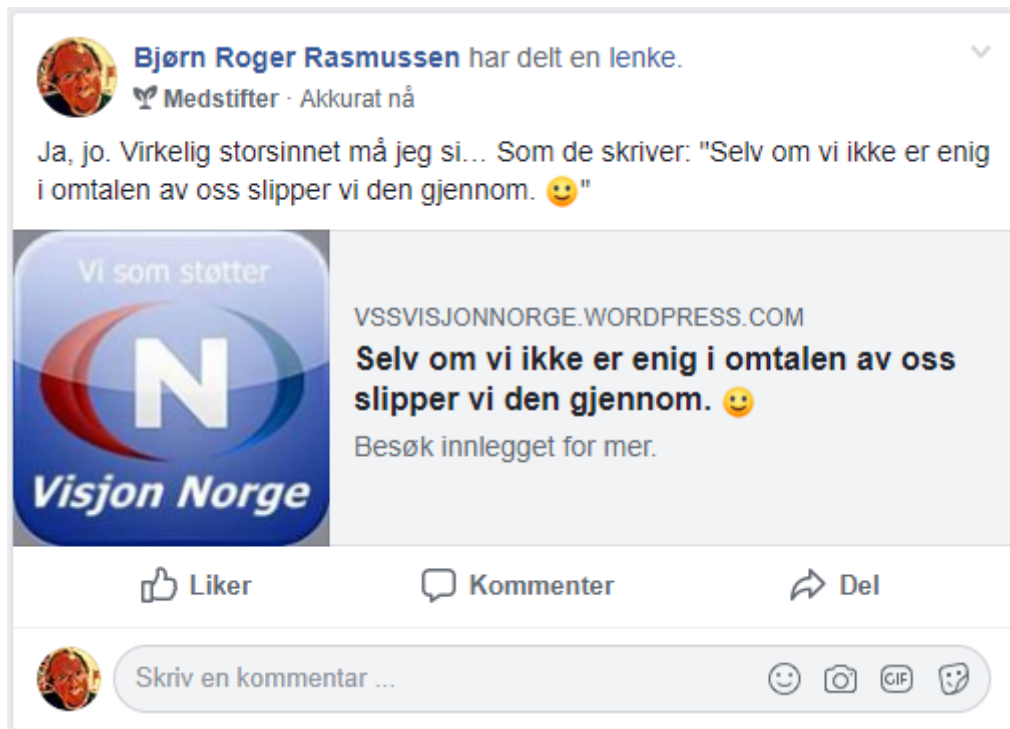 Bjørn Roger Rasmussen har delt en lenke.
Medstifter · Akkurat nå
Ja, jo. Virkelig storsinnet må jeg si... Som de skriver: "Selv om vi ikke er enig
i omtalen av oss slipper vi den gjennom. 🙂"
Vi som støtter
N
Visjon Norge
VSSVISJONNORGE.WORDPRESS.COM
Selv om vi ikke er enig i omtalen av oss
slipper vi den gjennom. 🙂
Besøk innlegget for mer.
Liker Kommenter Del
Skriv en kommentar ... GIF